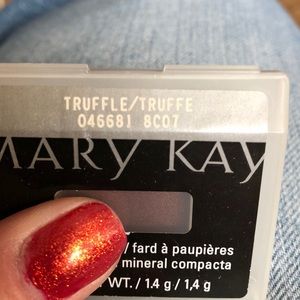 TRUFFLE/TRUFFE
046681 8C07
MARY KAY
/ fard à paupières
mineral compacta
WT. / 1.4 g / 1,4 g